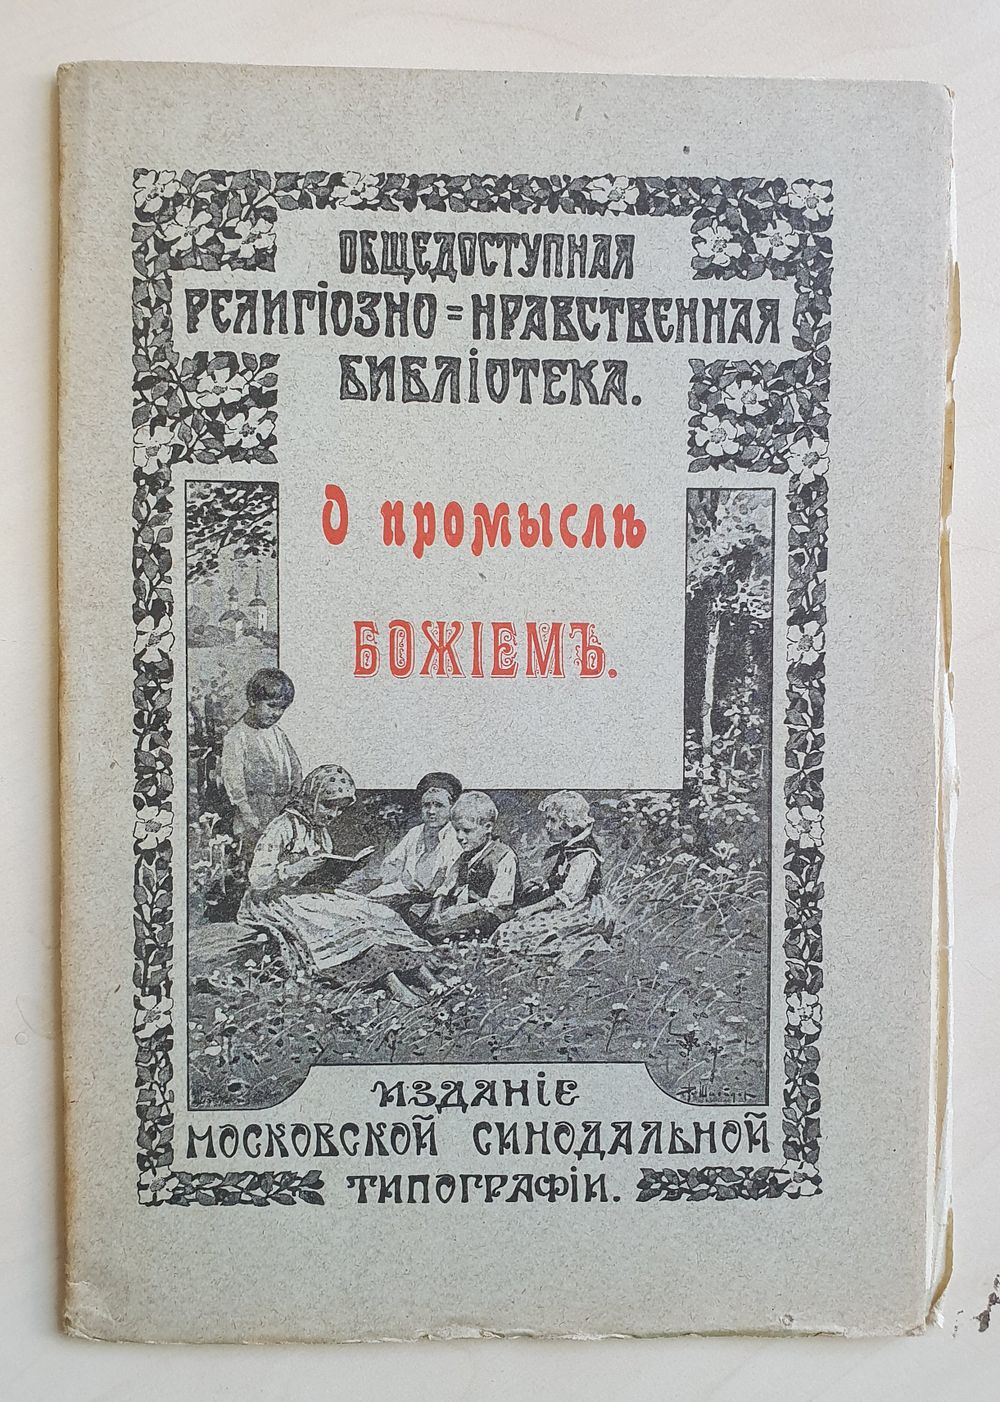 ОБЩЕДОСТУПНАЯ
РЕЛИГІОЗНО=НРАВСТВЕННАЯ
БИБЛІОТЕКА.
О промыслѣ
БОЖІЕМЪ.
ИЗДАНІЕ
МОСКОВСКОЙ СИНОДАЛЬНОЙ
ТИПОГРАФІИ.